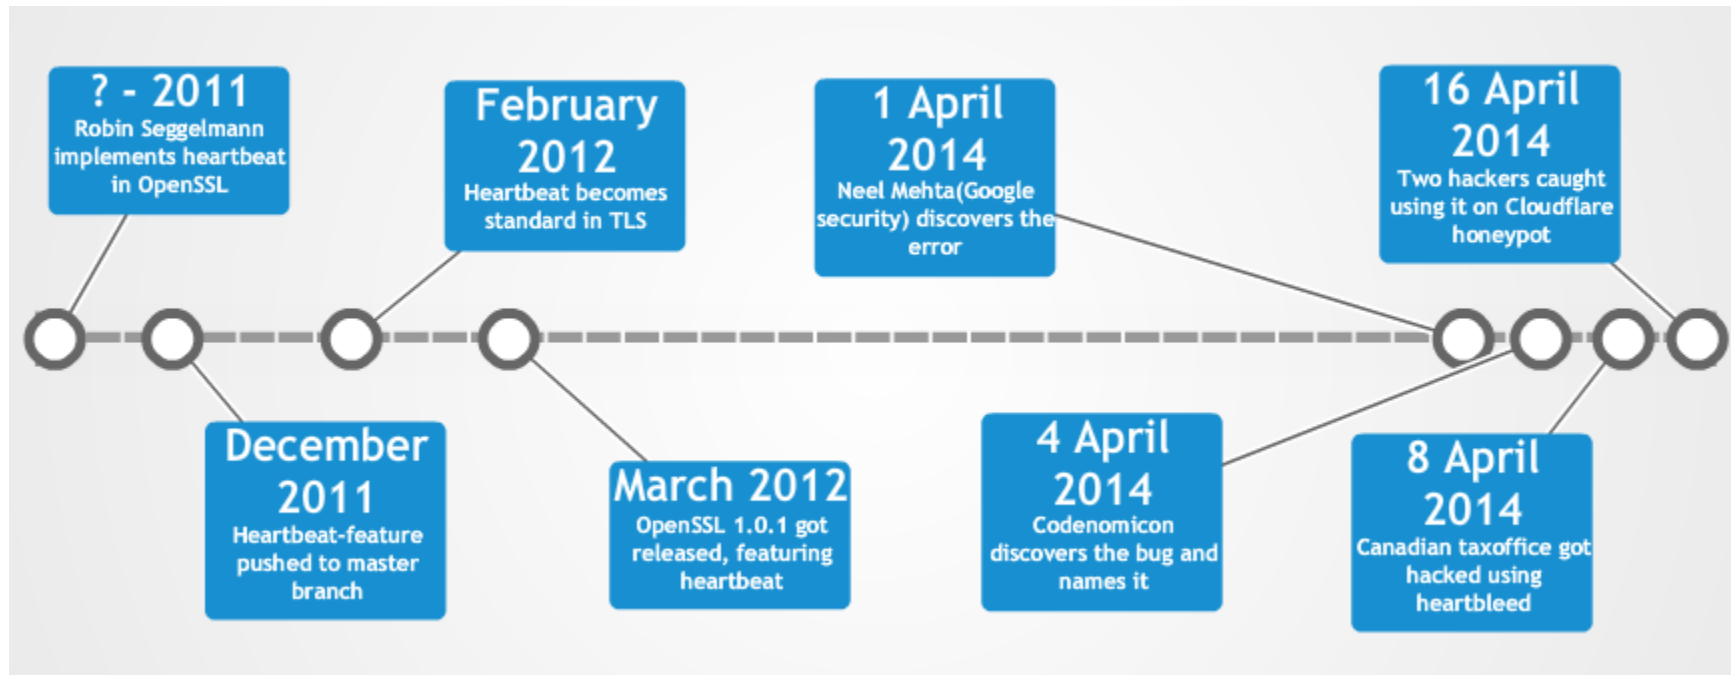 ? - 2011
Robin Seggelmann
implements heartbeat
in OpenSSL
December
2011
Heartbeat-feature
pushed to master
branch
February
2012
Heartbeat becomes
standard in TLS
March 2012
OpenSSL 1.0.1 got
released, featuring
heartbeat
1 April
2014
Neel Mehta(Google
security) discovers the
error
4 April
2014
Codenomicon
discovers the bug and
names it
8 April
2014
Canadian taxoffice got
hacked using
heartbleed
16 April
2014
Two hackers caught
using it on Cloudflare
honeypot